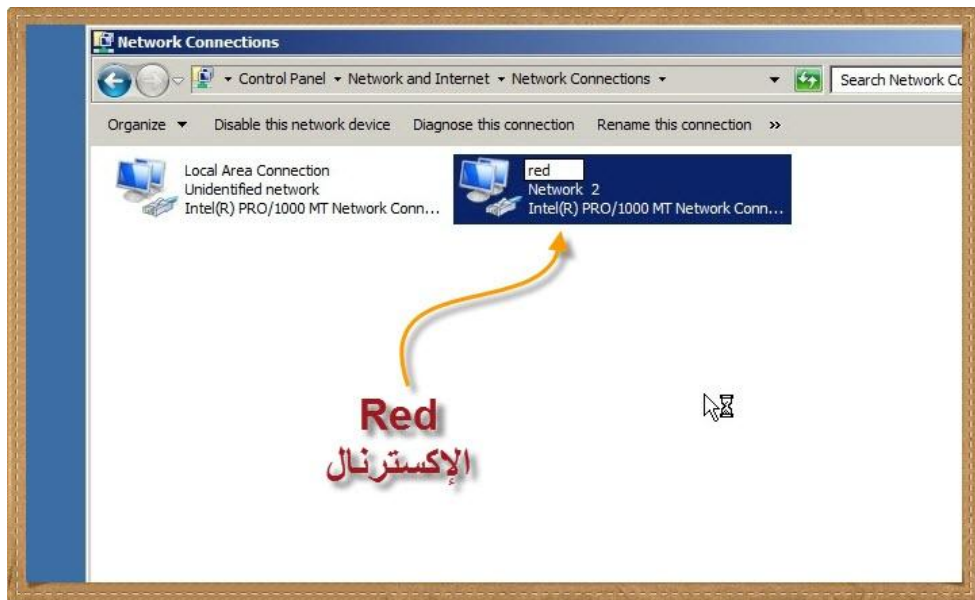 Network Connections
Control Panel Network and Internet Network Connections
Search Network Co
Organize Disable this network device Diagnose this connection Rename this connection »
Local Area Connection
Unidentified network
Intel(R) PRO/1000 MT Network Conn...
red
Network 2
Intel(R) PRO/1000 MT Network Conn...
Red
الإكسترنال